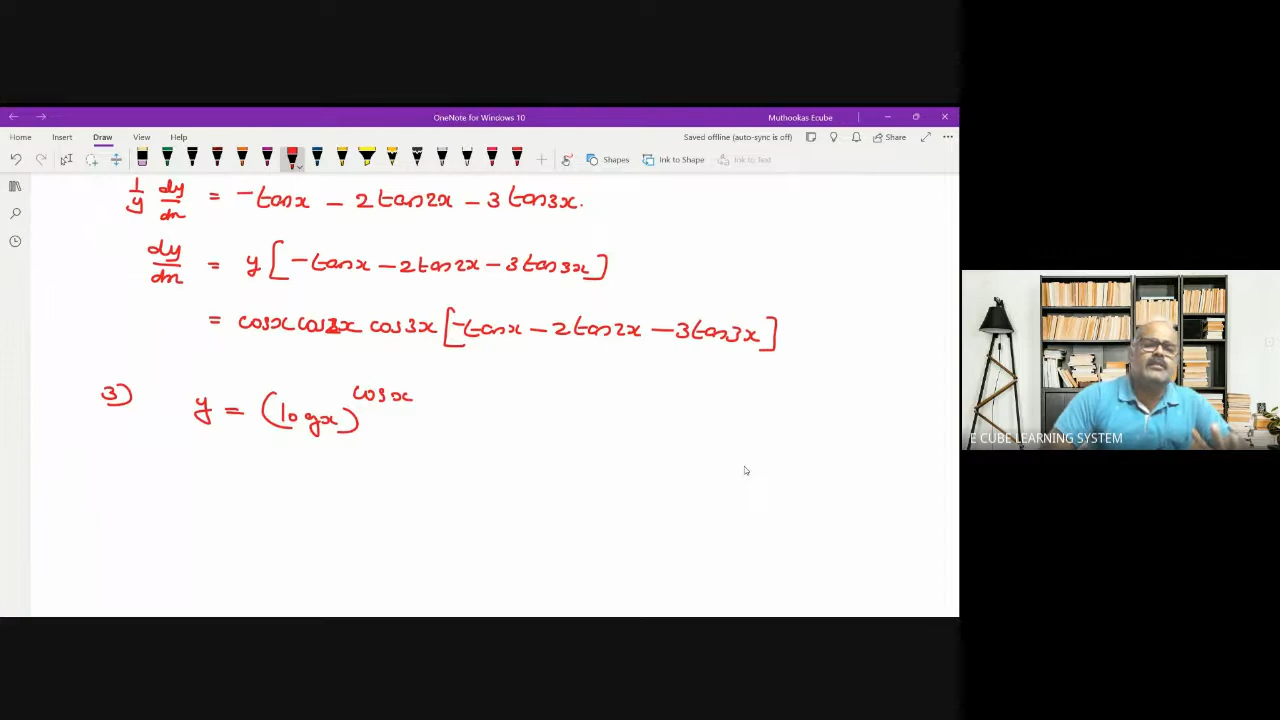 OneNote for Windows 10
Muthookas Ecube
Home Insert Draw View Help
Saved offline (auto-sync is off)
Share
Shapes
Ink to Shape
Ink to Text
1/y dy/dx = -tanx - 2tan2x - 3tan3x.
dy/dx = y[-tanx - 2tan2x - 3tan3x]
= cosx cos2x cos3x [-tanx - 2tan2x - 3tan3x]
3) y = (logx)^cosx
E CUBE LEARNING SYSTEM